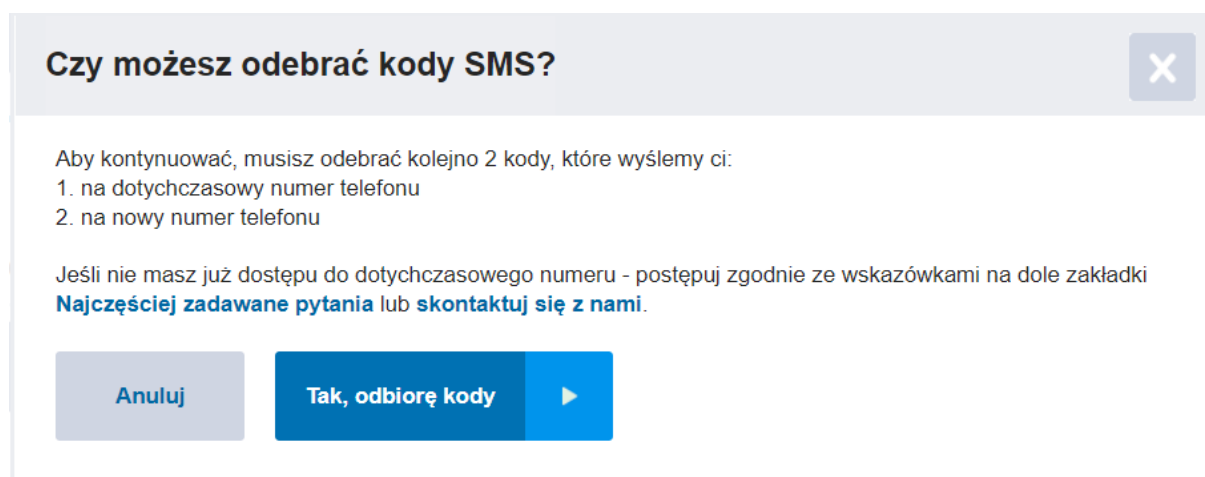 Czy możesz odebrać kody SMS?
Aby kontynuować, musisz odebrać kolejno 2 kody, które wyślemy ci:
1. na dotychczasowy numer telefonu
2. na nowy numer telefonu
Jeśli nie masz już dostępu do dotychczasowego numeru - postępuj zgodnie ze wskazówkami na dole zakładki
Najczęściej zadawane pytania lub skontaktuj się z nami.
Anuluj
Tak, odbiorę kody